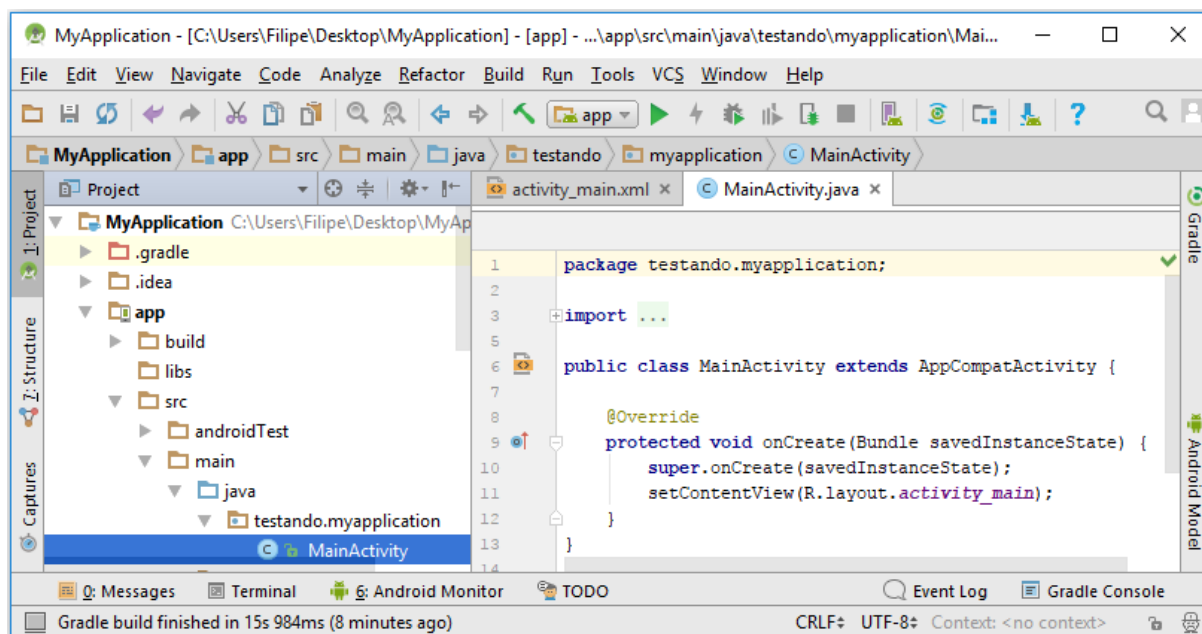 MyApplication - [C:\Users\Filipe\Desktop\MyApplication] - [app] - ...\app\src\main\java\testando\myapplication\Mai...
File Edit View Navigate Code Analyze Refactor Build Run Tools VCS Window Help
app
MyApplication app src main java testando myapplication MainActivity
1: Project
7: Structure
Captures
Project
MyApplication C:\Users\Filipe\Desktop\MyAp
.gradle
.idea
app
build
libs
src
androidTest
main
java
testando.myapplication
MainActivity
activity_main.xml MainActivity.java
1 package testando.myapplication;
2
3 import ...
5
6 public class MainActivity extends AppCompatActivity {
7
8 @Override
9 protected void onCreate(Bundle savedInstanceState) {
10 super.onCreate(savedInstanceState);
11 setContentView(R.layout.activity_main);
12 }
13 }
14
Gradle
Android Model
0: Messages Terminal 6: Android Monitor TODO Event Log Gradle Console
Gradle build finished in 15s 984ms (8 minutes ago) CRLF UTF-8 Context: <no context>